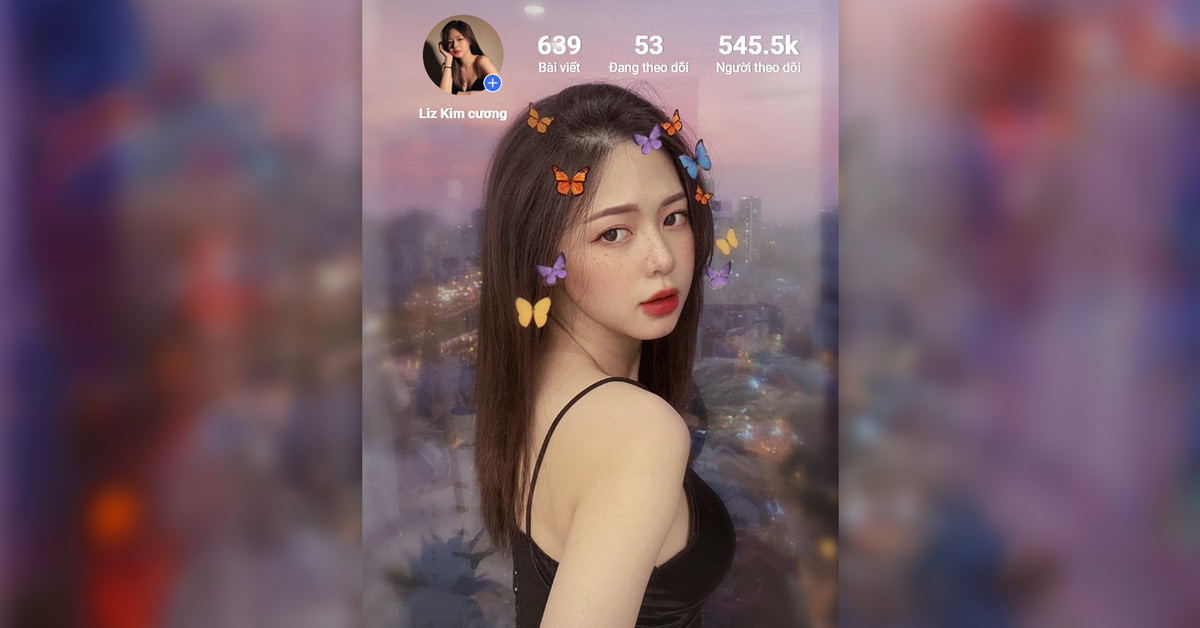 639 53 545.5k
Bài viết Đang theo dõi Người theo dõi
Liz Kim cương